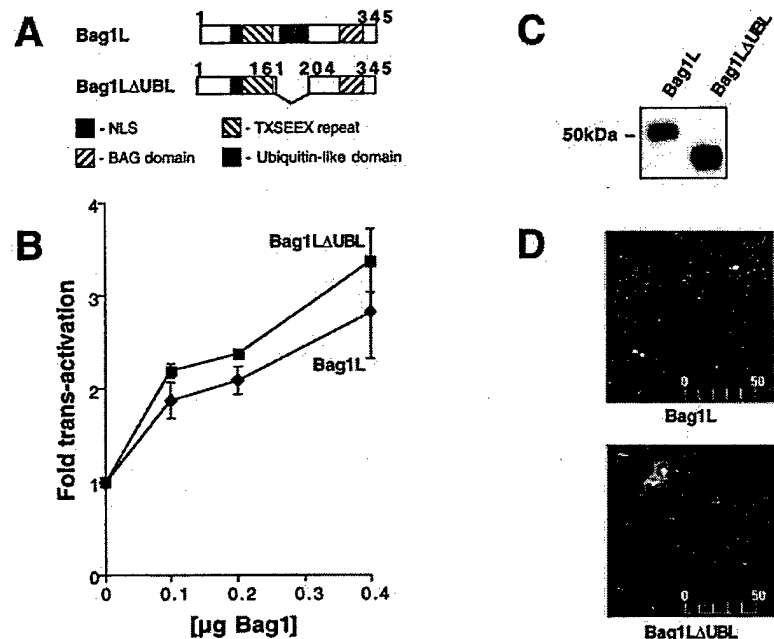 A
1 345
Bag1L
1 161 204 345
Bag1LΔUBL
- NLS
- TXSEEX repeat
- BAG domain
- Ubiquitin-like domain
B
4
3
2
1
0
Fold trans-activation
Bag1LΔUBL
Bag1L
0 0.1 0.2 0.4
[µg Bag1]
C
Bag1L
Bag1LΔUBL
50kDa –
D
0 50
Bag1L
0 50
Bag1LΔUBL